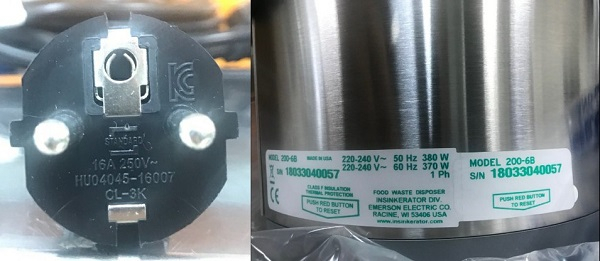 STANDARD
16A 250V~
HU04045-16007
CL-3K
MODEL 200-6B MADE IN USA
S/N 18033040057
220-240 V~ 50 Hz 380 W
220-240 V~ 60 Hz 370 W
1 Ph
CLASS F INSULATION
THERMAL PROTECTION
PUSH RED BUTTON
TO RESET
FOOD WASTE DISPOSER
INSINKERATOR DIV.
EMERSON ELECTRIC CO.
RACINE, WI 53406 USA
www.insinkerator.com
MODEL 200-6B
S/N 18033040057
PUSH RED BUTTON
TO RESET